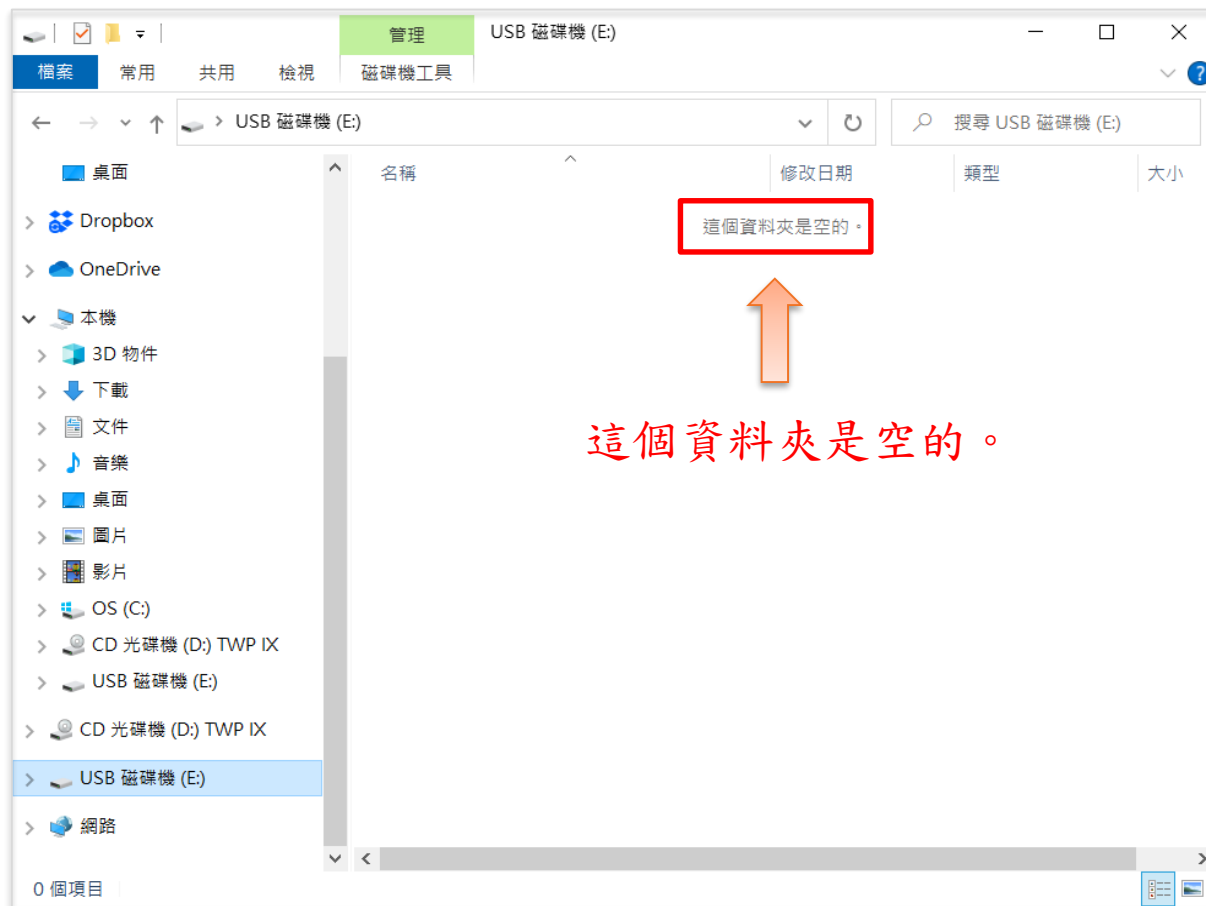 管理
USB 磁碟機 (E:)
檔案 常用 共用 檢視 磁碟機工具
USB 磁碟機 (E:)
搜尋 USB 磁碟機 (E:)
桌面
Dropbox
OneDrive
本機
3D 物件
下載
文件
音樂
桌面
圖片
影片
OS (C:)
CD 光碟機 (D:) TWP IX
USB 磁碟機 (E:)
CD 光碟機 (D:) TWP IX
USB 磁碟機 (E:)
網路
名稱 修改日期 類型 大小
這個資料夾是空的。
這個資料夾是空的。
0 個項目